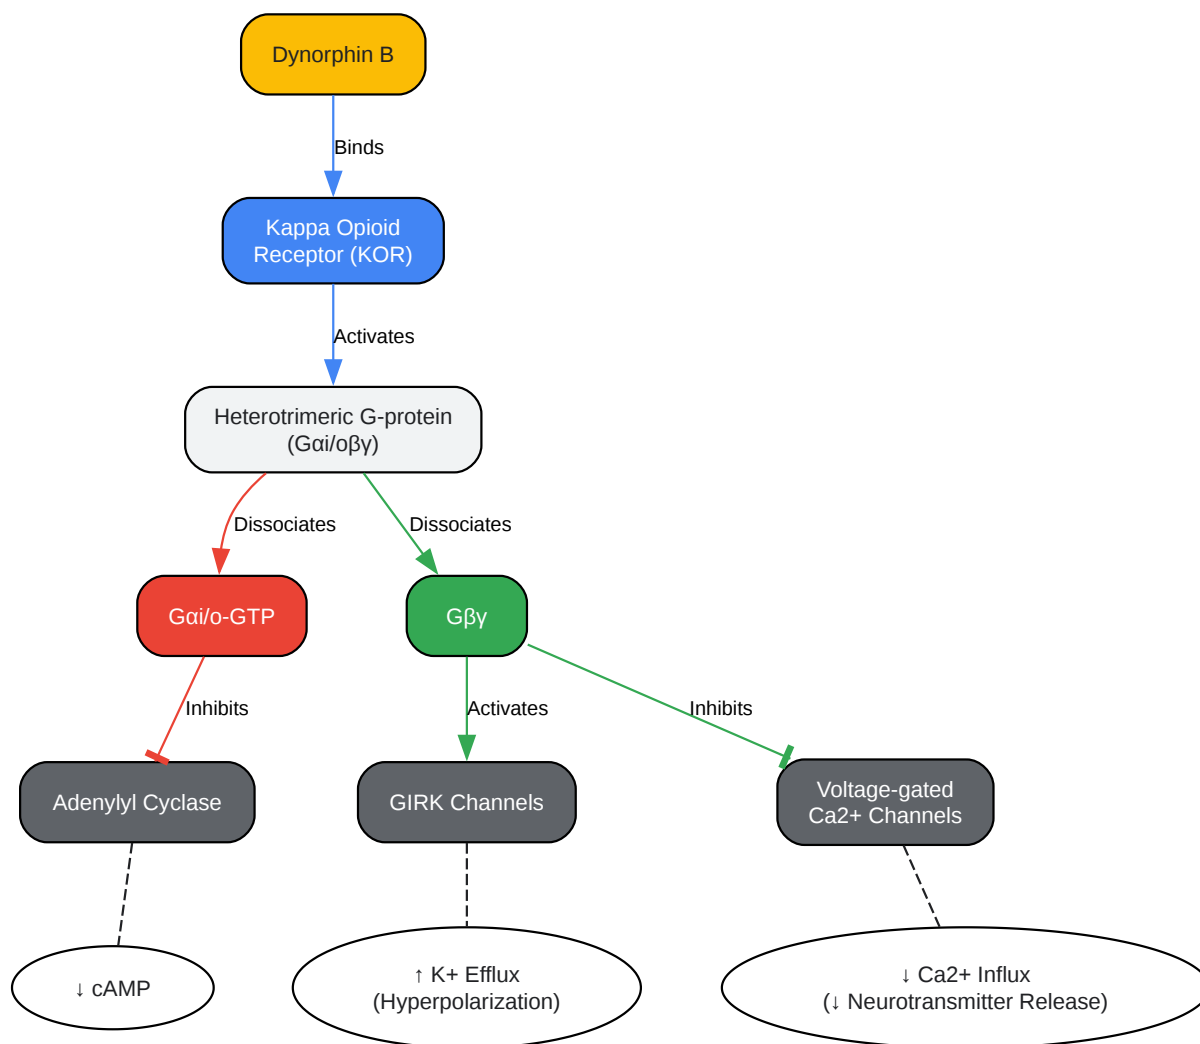 Dynorphin B
Binds
Kappa Opioid
Receptor (KOR)
Activates
Heterotrimeric G-protein
(Gαi/oβγ)
Dissociates
Dissociates
Gαi/o-GTP
Gβγ
Inhibits
Activates
Inhibits
Adenylyl Cyclase
GIRK Channels
Voltage-gated
Ca2+ Channels
↓ cAMP
↑ K+ Efflux
(Hyperpolarization)
↓ Ca2+ Influx
(↓ Neurotransmitter Release)